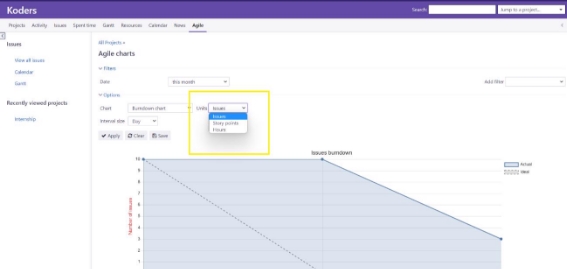 Koders
Search: Jump to a project...
Projects Activity Issues Spent time Gantt Resources Calendar News Agile
Issues
View all issues
Calendar
Gantt
Recently viewed projects
Internship
All Projects »
Agile charts
Filters
Date this month Add filter
Options
Chart Burndown chart Units Issues
Issues
Story points
Hours
Interval size Day
Apply Clear Save
Issues burndown
Actual
Ideal
Number of issues
10
9
8
7
6
5
4
3
2
1